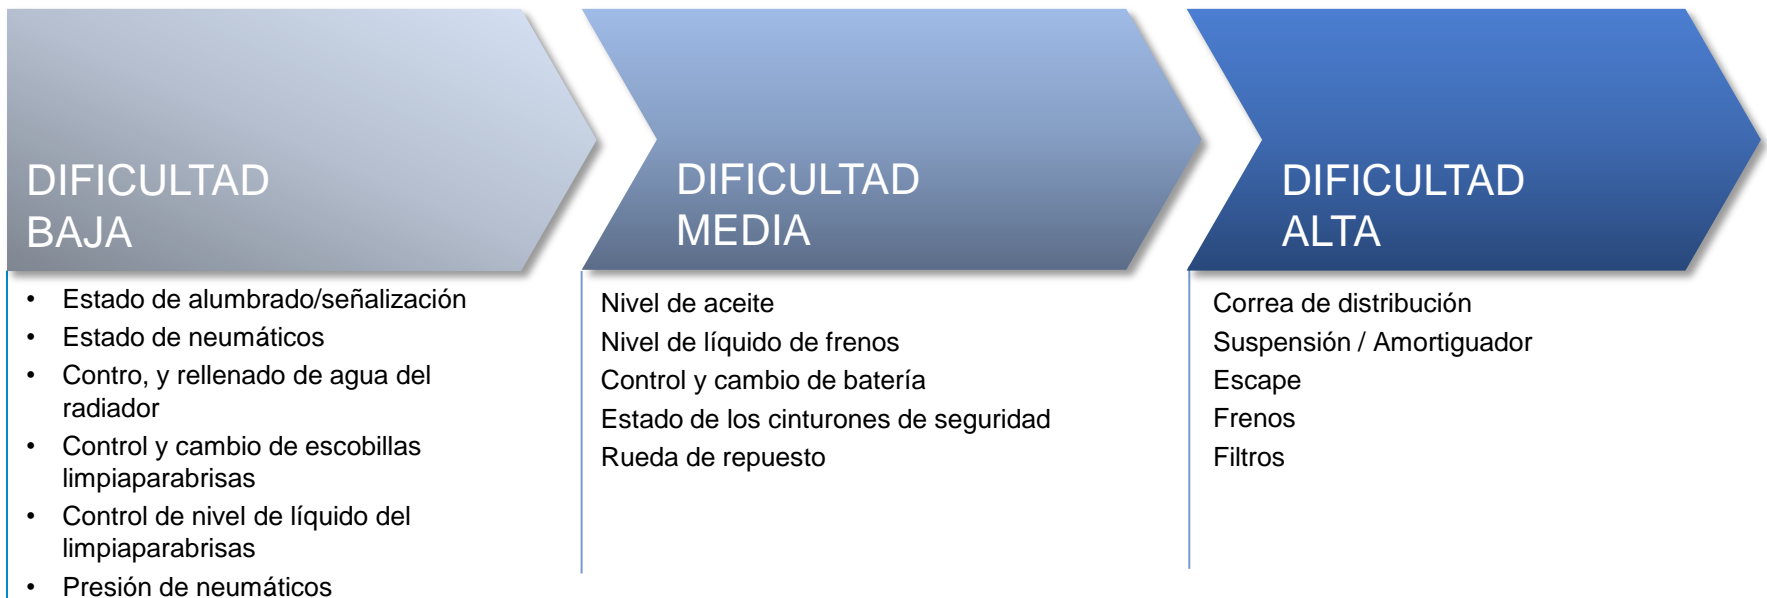 DIFICULTAD
BAJA
• Estado de alumbrado/señalización
• Estado de neumáticos
• Contro, y rellenado de agua del
radiador
• Control y cambio de escobillas
limpiaparabrisas
• Control de nivel de líquido del
limpiaparabrisas
• Presión de neumáticos
DIFICULTAD
MEDIA
Nivel de aceite
Nivel de líquido de frenos
Control y cambio de batería
Estado de los cinturones de seguridad
Rueda de repuesto
DIFICULTAD
ALTA
Correa de distribución
Suspensión / Amortiguador
Escape
Frenos
Filtros